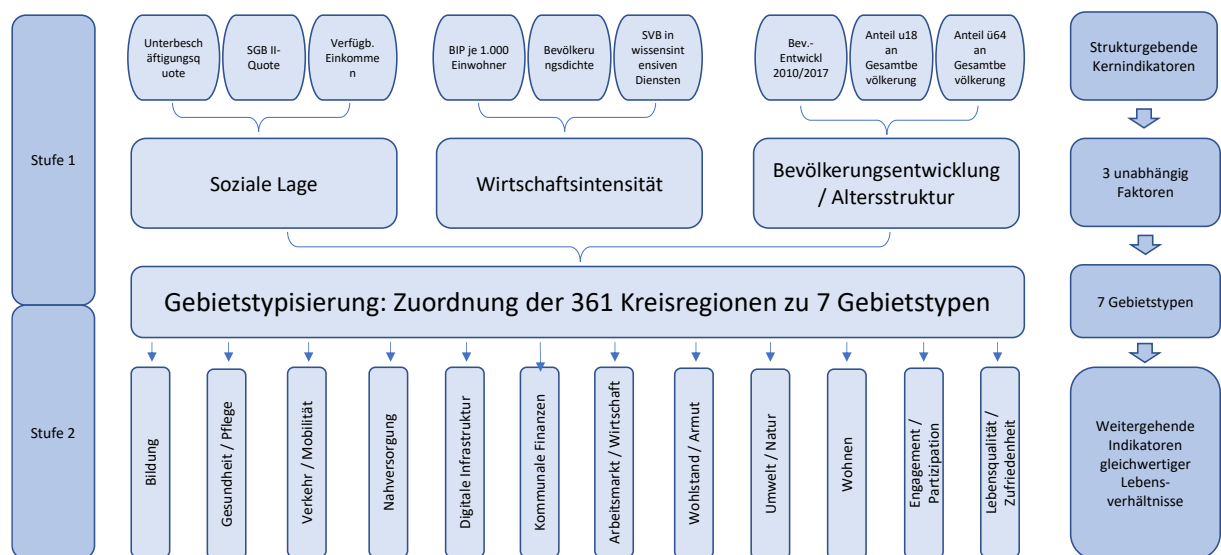 Stufe 1
Unterbesch
äftigungsq
uote
SGB II-
Quote
Verfügb.
Einkomme
n
BIP je 1.000
Einwohner
Bevölkeru
ngsdichte
SVB in
wissensint
ensiven
Diensten
Bev.-
Entwickl
2010/2017
Anteil u18
an
Gesamtbe
völkerung
Anteil ü64
an
Gesamtbe
völkerung
Strukturgebende
Kernindikatoren
Soziale Lage
Wirtschaftsintensität
Bevölkerungsentwicklung
/ Altersstruktur
3 unabhängig
Faktoren
Gebietstypisierung: Zuordnung der 361 Kreisregionen zu 7 Gebietstypen
7 Gebietstypen
Stufe 2
Bildung
Gesundheit / Pflege
Verkehr / Mobilität
Nahversorgung
Digitale Infrastruktur
Kommunale Finanzen
Arbeitsmarkt / Wirtschaft
Wohlstand / Armut
Umwelt / Natur
Wohnen
Engagement /
Partizipation
Lebensqualität /
Zufriedenheit
Weitergehende
Indikatoren
gleichwertiger
Lebens-
verhältnisse